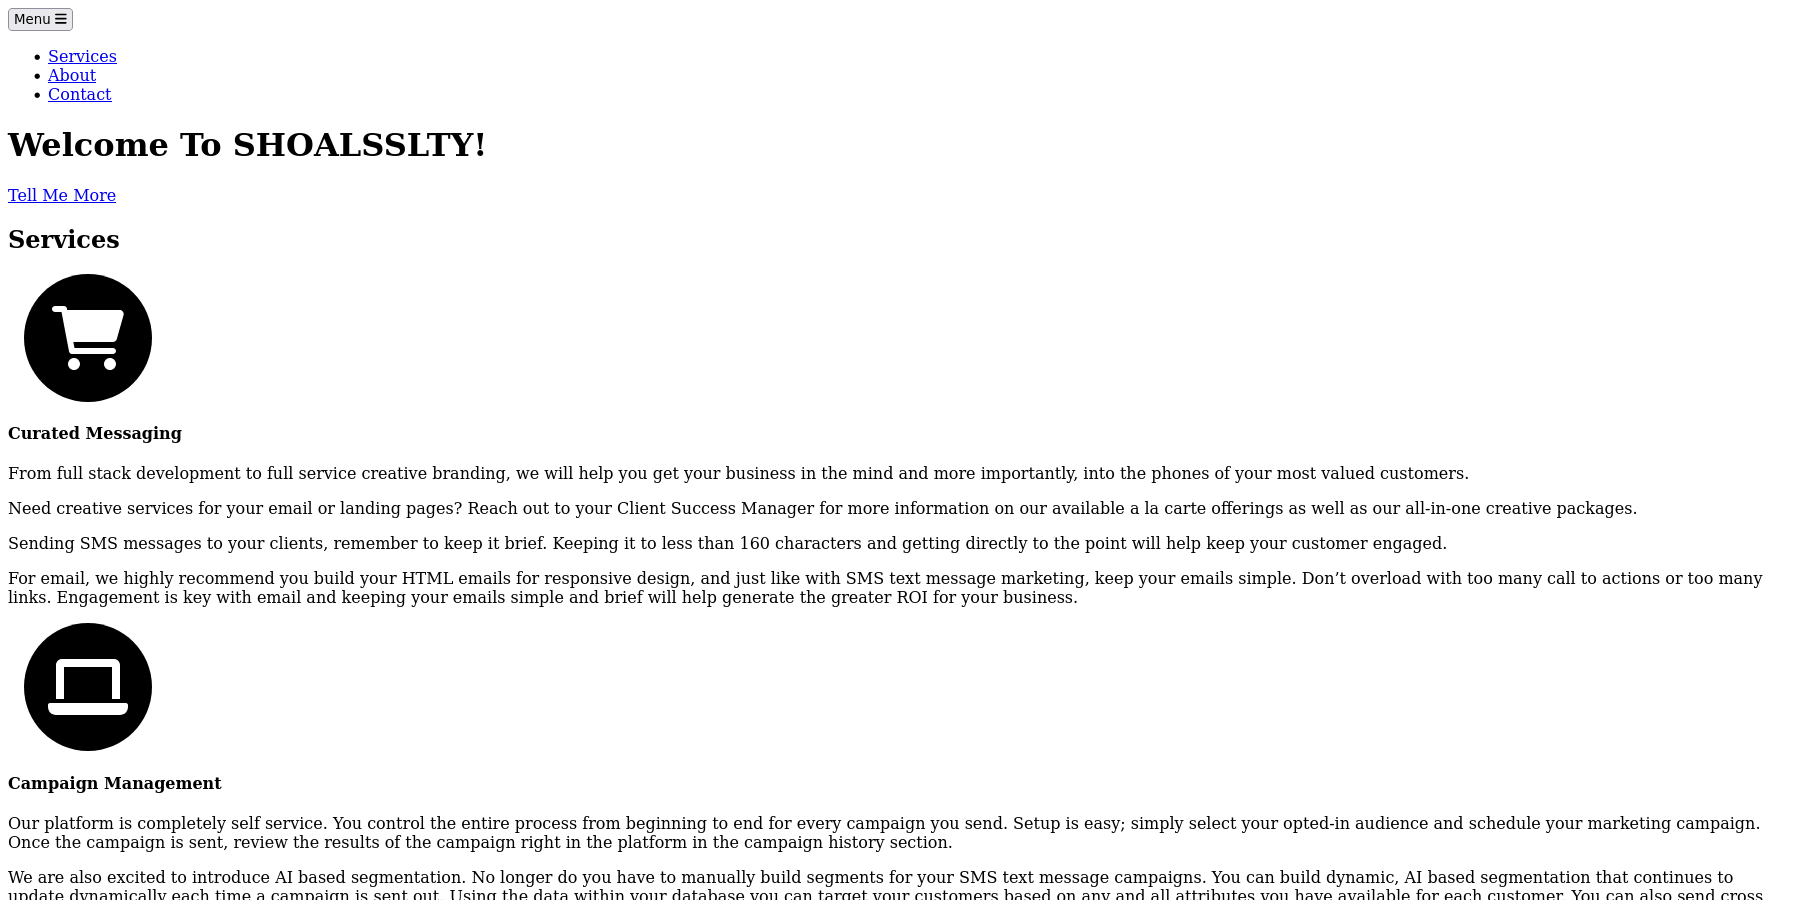 Menu
Services
About
Contact
Welcome To SHOALSSLTY!
Tell Me More
Services
Curated Messaging
From full stack development to full service creative branding, we will help you get your business in the mind and more importantly, into the phones of your most valued customers.
Need creative services for your email or landing pages? Reach out to your Client Success Manager for more information on our available a la carte offerings as well as our all-in-one creative packages.
Sending SMS messages to your clients, remember to keep it brief. Keeping it to less than 160 characters and getting directly to the point will help keep your customer engaged.
For email, we highly recommend you build your HTML emails for responsive design, and just like with SMS text message marketing, keep your emails simple. Don’t overload with too many call to actions or too many
links. Engagement is key with email and keeping your emails simple and brief will help generate the greater ROI for your business.
Campaign Management
Our platform is completely self service. You control the entire process from beginning to end for every campaign you send. Setup is easy; simply select your opted-in audience and schedule your marketing campaign.
Once the campaign is sent, review the results of the campaign right in the platform in the campaign history section.
We are also excited to introduce AI based segmentation. No longer do you have to manually build segments for your SMS text message campaigns. You can build dynamic, AI based segmentation that continues to
update dynamically each time a campaign is sent out. Using the data within your database you can target your customers based on any and all attributes you have available for each customer. You can also send cross